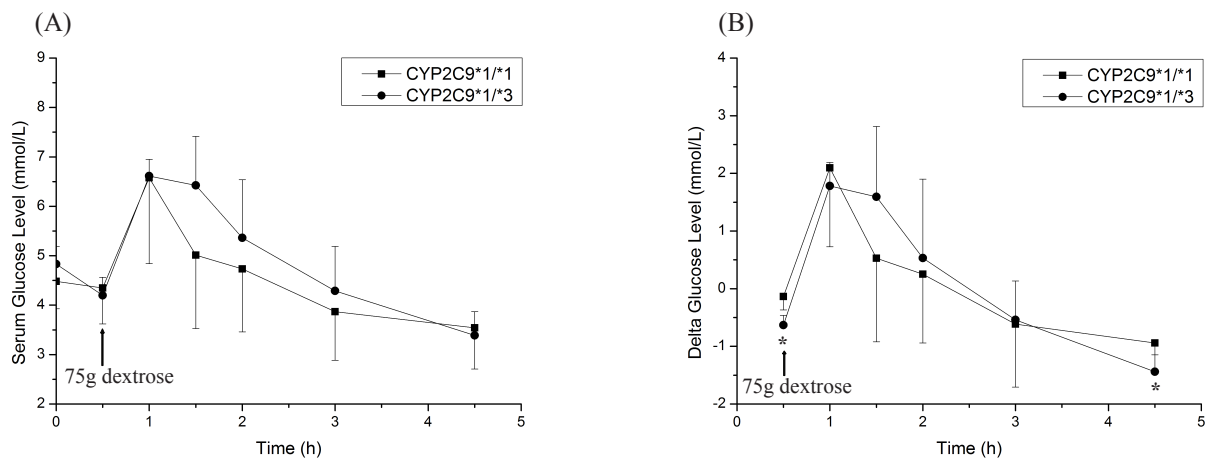 (A)
9
8
7
6
5
4
3
2
0
1
2
3
4
5
Serum Glucose Level (mmol/L)
Time (h)
CYP2C9*1/*1
CYP2C9*1/*3
75g dextrose
(B)
4
3
2
1
0
-1
-2
0
1
2
3
4
5
Delta Glucose Level (mmol/L)
Time (h)
CYP2C9*1/*1
CYP2C9*1/*3
*
75g dextrose
*